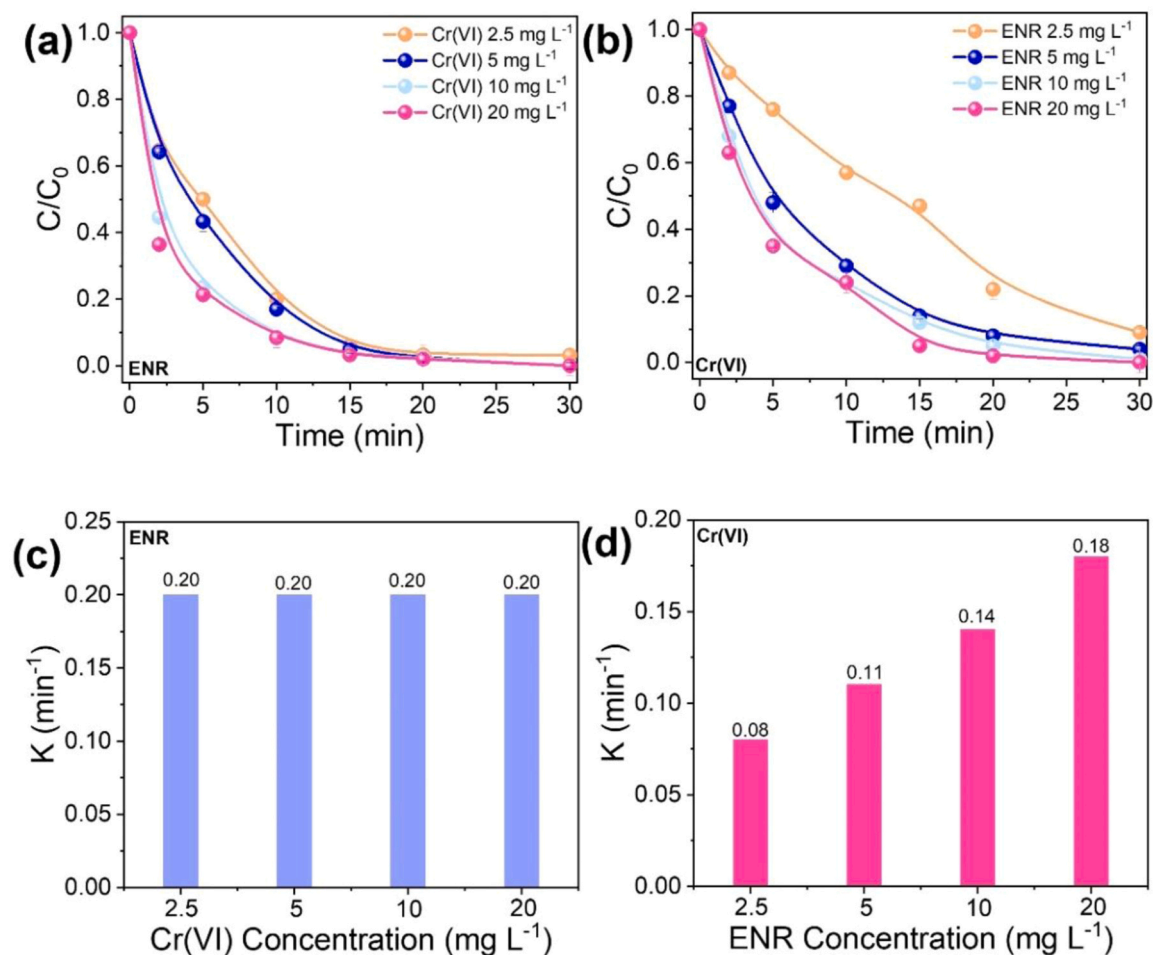 (a)
Cr(VI) 2.5 mg L⁻¹
Cr(VI) 5 mg L⁻¹
Cr(VI) 10 mg L⁻¹
Cr(VI) 20 mg L⁻¹
1.0
0.8
0.6
0.4
0.2
0.0
C/C₀
ENR
0 5 10 15 20 25 30
Time (min)
(b)
ENR 2.5 mg L⁻¹
ENR 5 mg L⁻¹
ENR 10 mg L⁻¹
ENR 20 mg L⁻¹
1.0
0.8
0.6
0.4
0.2
0.0
C/C₀
Cr(VI)
0 5 10 15 20 25 30
Time (min)
(c)
ENR
0.25
0.20
0.15
0.10
0.05
0.00
K (min⁻¹)
0.20 0.20 0.20 0.20
2.5 5 10 20
Cr(VI) Concentration (mg L⁻¹)
(d)
Cr(VI)
0.20
0.15
0.10
0.05
0.00
K (min⁻¹)
0.08
0.11
0.14
0.18
2.5 5 10 20
ENR Concentration (mg L⁻¹)